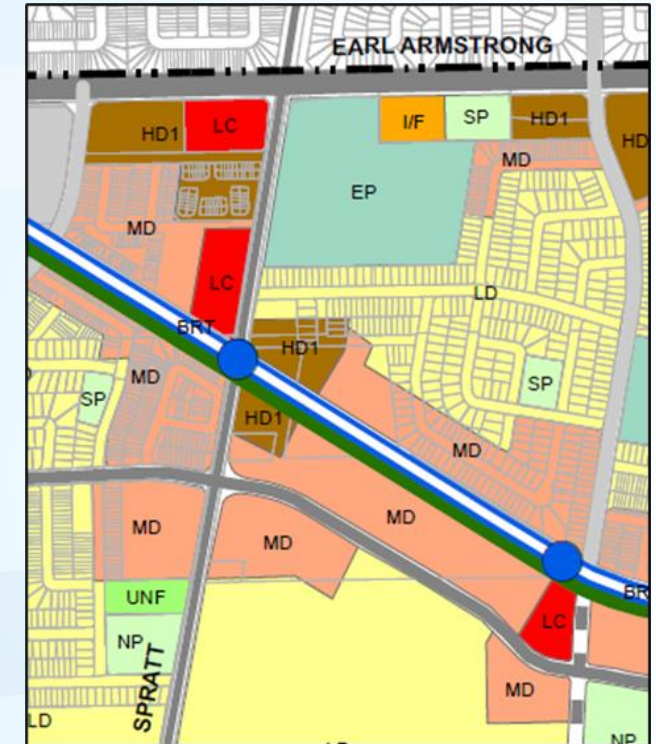 EARL ARMSTRONG
HD1
LC
I/F
SP
HD1
HD
MD
EP
MD
LC
LD
BRT
HD1
MD
SP
SP
HD1
MD
MD
MD
MD
UNF
LC
BR
NP
SPRATT
MD
LD
NP